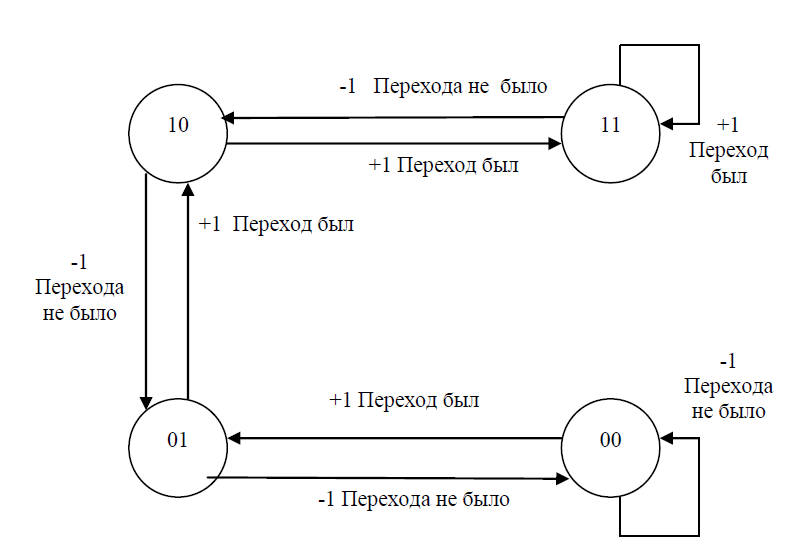 -1 Перехода не было
10
11
+1
Переход
был
+1 Переход был
+1 Переход был
-1
Перехода
не было
-1
Перехода
не было
+1 Переход был
01
00
-1 Перехода не было